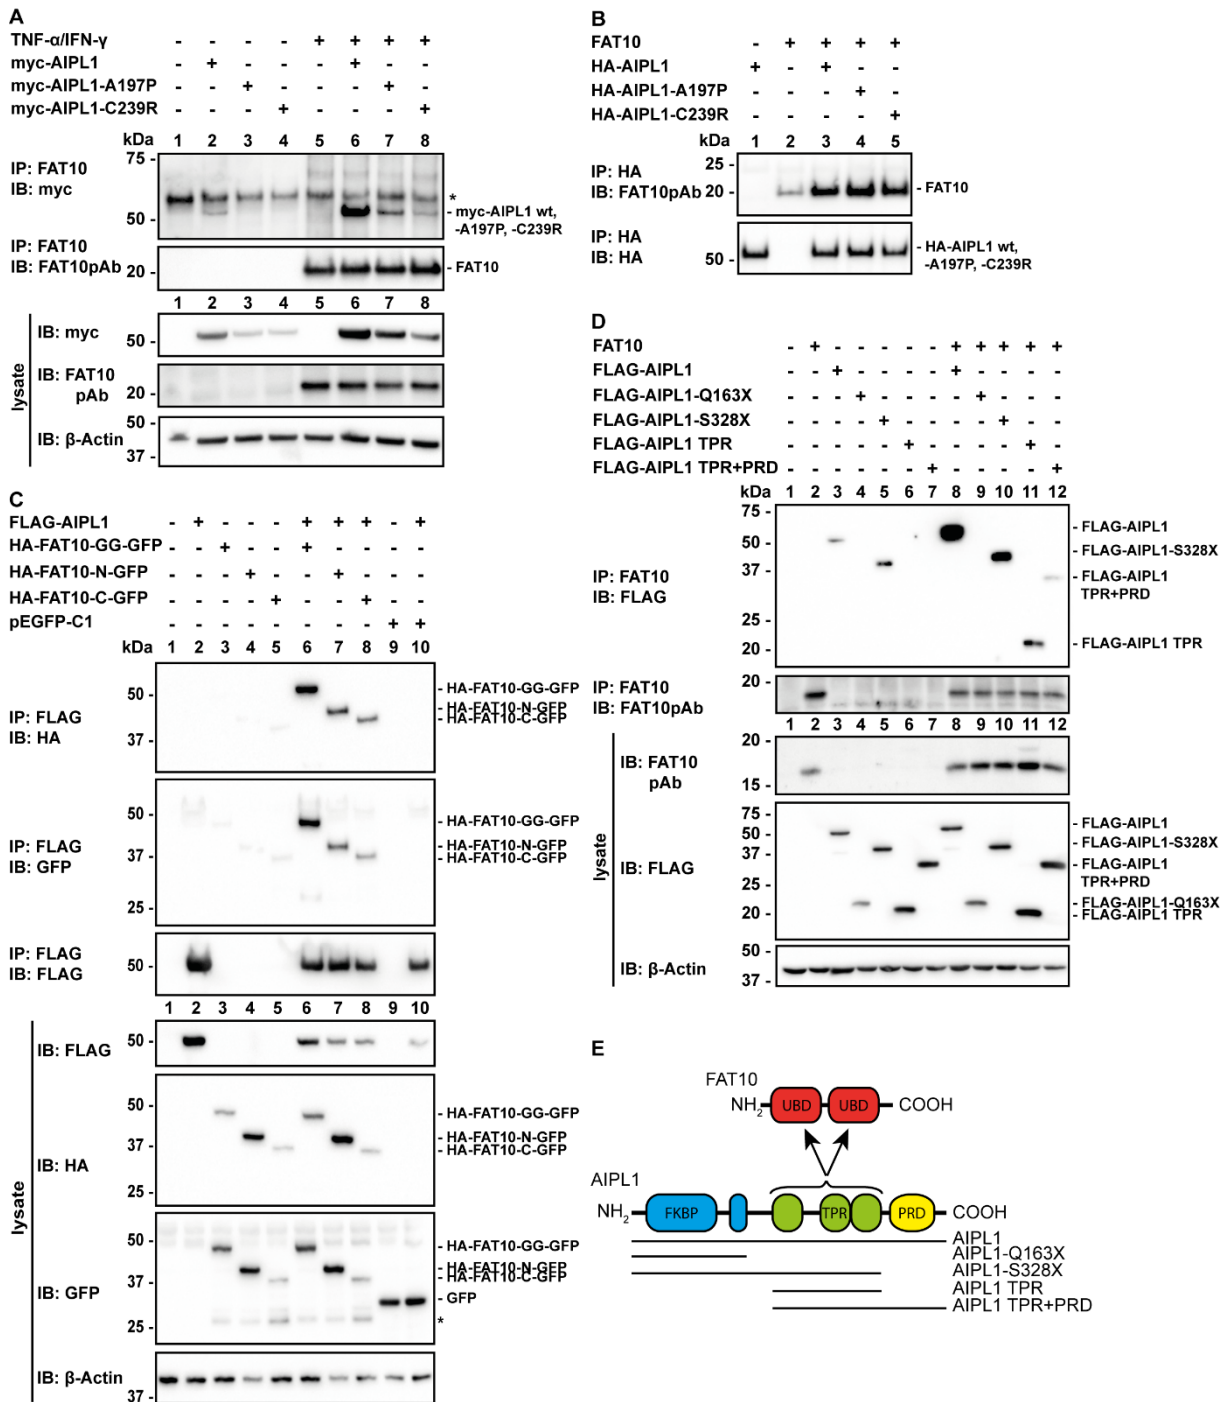 A
TNF-α/IFN-γ - - - - + + + +
myc-AIPL1 - + - - - + - -
myc-AIPL1-A197P - - + - - - + -
myc-AIPL1-C239R - - - + - - - +
kDa 1 2 3 4 5 6 7 8
75 -
IP: FAT10
IB: myc
*
50 -
- myc-AIPL1 wt,
-A197P, -C239R
IP: FAT10
IB: FAT10pAb
20 -
- FAT10
1 2 3 4 5 6 7 8
lysate
IB: myc
50 -
IB: FAT10
pAb
20 -
50 -
IB: β-Actin
37 -
B
FAT10 - + + + +
HA-AIPL1 + - + - -
HA-AIPL1-A197P - - - + -
HA-AIPL1-C239R - - - - +
kDa 1 2 3 4 5
25 -
IP: HA
IB: FAT10pAb
20 -
- FAT10
IP: HA
IB: HA
50 -
- HA-AIPL1 wt,
-A197P, -C239R
C
FLAG-AIPL1 - + - - - + + + - +
HA-FAT10-GG-GFP - - + - - + - - - -
HA-FAT10-N-GFP - - - + - - + - - -
HA-FAT10-C-GFP - - - - + - - + - -
pEGFP-C1 - - - - - - - - + +
kDa 1 2 3 4 5 6 7 8 9 10
50 -
IP: FLAG
IB: HA
37 -
- HA-FAT10-GG-GFP
- HA-FAT10-N-GFP
- HA-FAT10-C-GFP
50 -
IP: FLAG
IB: GFP
37 -
25 -
- HA-FAT10-GG-GFP
- HA-FAT10-N-GFP
- HA-FAT10-C-GFP
IP: FLAG
IB: FLAG
50 -
1 2 3 4 5 6 7 8 9 10
lysate
IB: FLAG
50 -
50 -
IB: HA
37 -
25 -
- HA-FAT10-GG-GFP
- HA-FAT10-N-GFP
- HA-FAT10-C-GFP
50 -
IB: GFP
37 -
25 -
- HA-FAT10-GG-GFP
- HA-FAT10-N-GFP
- HA-FAT10-C-GFP
- GFP
*
IB: β-Actin
37 -
D
FAT10 - + - - - - - + + + + +
FLAG-AIPL1 - - + - - - - + - - - -
FLAG-AIPL1-Q163X - - - + - - - - + - - -
FLAG-AIPL1-S328X - - - - + - - - - + - -
FLAG-AIPL1 TPR - - - - - + - - - - + -
FLAG-AIPL1 TPR+PRD - - - - - - + - - - - +
kDa 1 2 3 4 5 6 7 8 9 10 11 12
75 -
50 -
37 -
IP: FAT10
IB: FLAG
25 -
20 -
- FLAG-AIPL1
- FLAG-AIPL1-S328X
- FLAG-AIPL1
TPR+PRD
- FLAG-AIPL1 TPR
20 -
IP: FAT10
IB: FAT10pAb
1 2 3 4 5 6 7 8 9 10 11 12
lysate
20 -
IB: FAT10
pAb
15 -
75 -
50 -
37 -
IB: FLAG
25 -
20 -
- FLAG-AIPL1
- FLAG-AIPL1-S328X
- FLAG-AIPL1
TPR+PRD
- FLAG-AIPL1-Q163X
- FLAG-AIPL1 TPR
50 -
IB: β-Actin
37 -
E
FAT10
NH2 UBD UBD COOH
AIPL1
NH2 FKBP TPR PRD COOH
AIPL1
AIPL1-Q163X
AIPL1-S328X
AIPL1 TPR
AIPL1 TPR+PRD